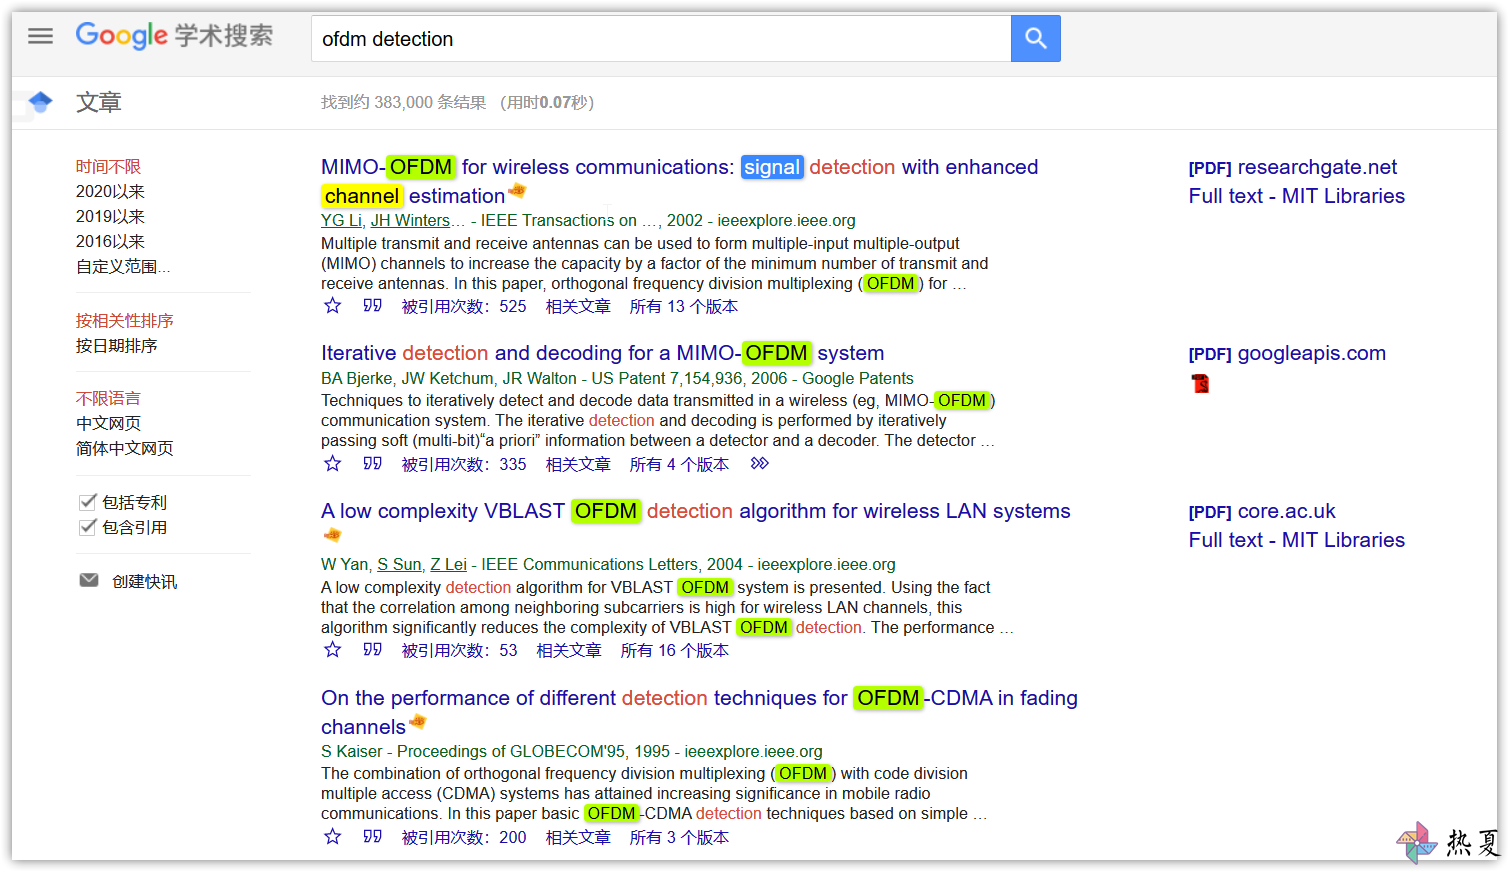 Google 学术搜索
ofdm detection
文章
找到约 383,000 条结果 （用时0.07秒）
时间不限
2020以来
2019以来
2016以来
自定义范围...
按相关性排序
按日期排序
不限语言
中文网页
简体中文网页
包括专利
包含引用
创建快讯
MIMO-OFDM for wireless communications: signal detection with enhanced
channel estimation
YG Li, JH Winters… - IEEE Transactions on …, 2002 - ieeexplore.ieee.org
Multiple transmit and receive antennas can be used to form multiple-input multiple-output
(MIMO) channels to increase the capacity by a factor of the minimum number of transmit and
receive antennas. In this paper, orthogonal frequency division multiplexing (OFDM) for …
被引用次数：525 相关文章 所有 13 个版本
[PDF] researchgate.net
Full text - MIT Libraries
Iterative detection and decoding for a MIMO-OFDM system
BA Bjerke, JW Ketchum, JR Walton - US Patent 7,154,936, 2006 - Google Patents
Techniques to iteratively detect and decode data transmitted in a wireless (eg, MIMO-OFDM)
communication system. The iterative detection and decoding is performed by iteratively
passing soft (multi-bit)“a priori” information between a detector and a decoder. The detector …
被引用次数：335 相关文章 所有 4 个版本
[PDF] googleapis.com
A low complexity VBLAST OFDM detection algorithm for wireless LAN systems
W Yan, S Sun, Z Lei - IEEE Communications Letters, 2004 - ieeexplore.ieee.org
A low complexity detection algorithm for VBLAST OFDM system is presented. Using the fact
that the correlation among neighboring subcarriers is high for wireless LAN channels, this
algorithm significantly reduces the complexity of VBLAST OFDM detection. The performance …
被引用次数：53 相关文章 所有 16 个版本
[PDF] core.ac.uk
Full text - MIT Libraries
On the performance of different detection techniques for OFDM-CDMA in fading
channels
S Kaiser - Proceedings of GLOBECOM'95, 1995 - ieeexplore.ieee.org
The combination of orthogonal frequency division multiplexing (OFDM) with code division
multiple access (CDMA) systems has attained increasing significance in mobile radio
communications. In this paper basic OFDM-CDMA detection techniques based on simple …
被引用次数：200 相关文章 所有 3 个版本
热夏